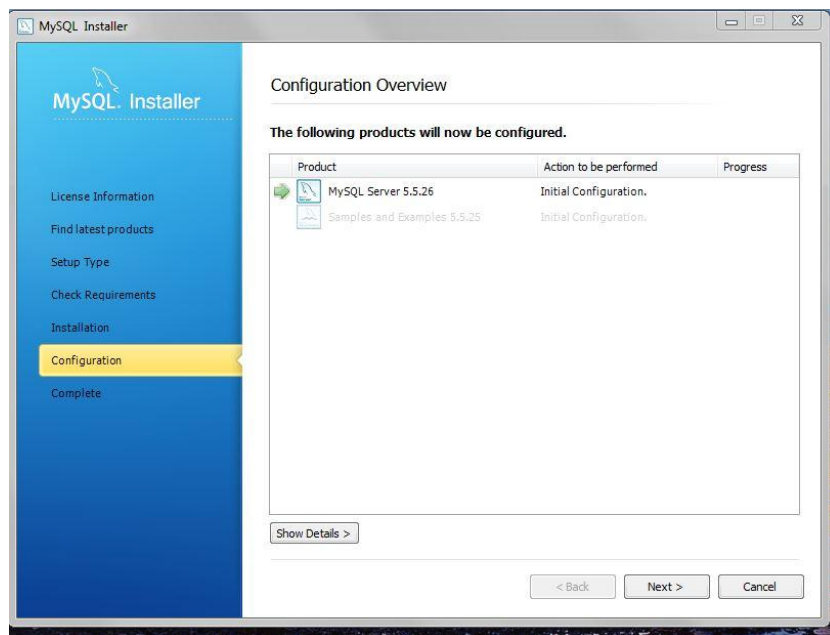 MySQL Installer
MySQL. Installer
License Information
Find latest products
Setup Type
Check Requirements
Installation
Configuration
Complete
Configuration Overview
The following products will now be configured.
Product Action to be performed Progress
MySQL Server 5.5.26 Initial Configuration.
Samples and Examples 5.5.25 Initial Configuration.
Show Details >
< Back Next > Cancel